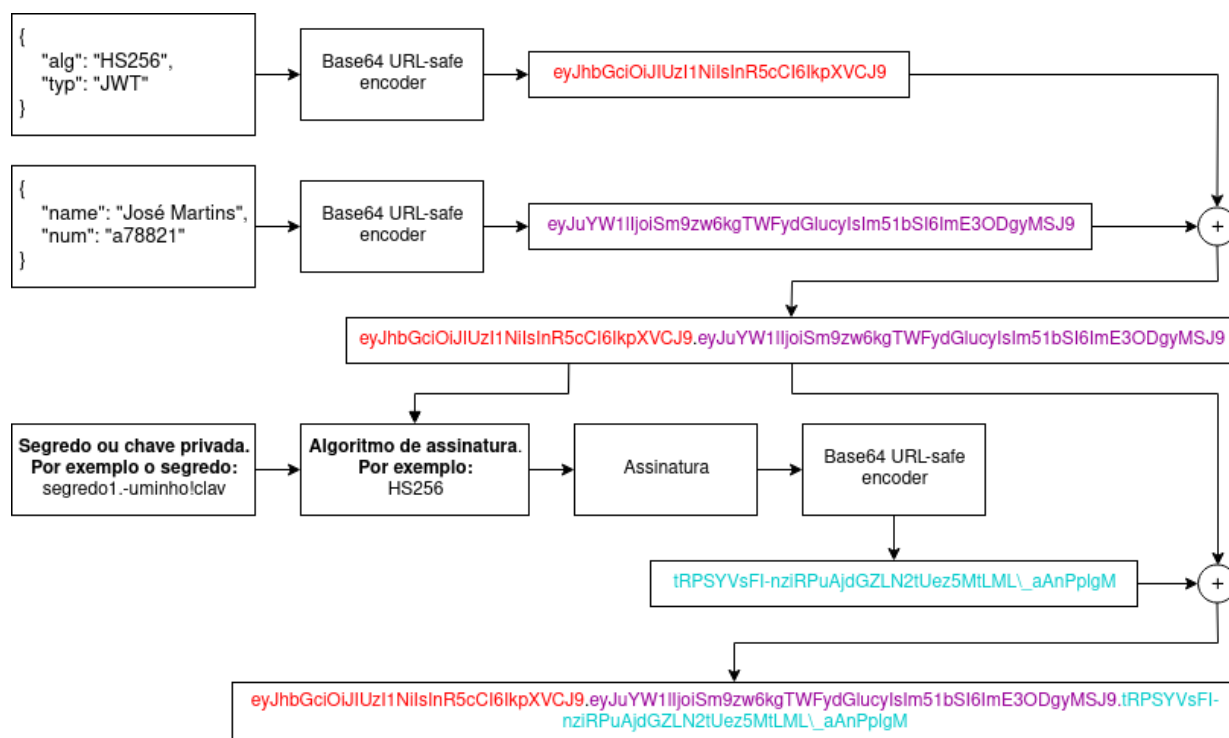 {
"alg": "HS256",
"typ": "JWT"
}
Base64 URL-safe
encoder
eyJhbGciOiJIUzI1NiIsInR5cCI6IkpXVCJ9
{
"name": "José Martins",
"num": "a78821"
}
Base64 URL-safe
encoder
eyJuYW1lIjoiSm9zw6kgTWFydGlucyIsIm51bSI6ImE3ODgyMSJ9
+
eyJhbGciOiJIUzI1NiIsInR5cCI6IkpXVCJ9.eyJuYW1lIjoiSm9zw6kgTWFydGlucyIsIm51bSI6ImE3ODgyMSJ9
Segredo ou chave privada.
Por exemplo o segredo:
segredo1.-uminho!clav
Algoritmo de assinatura.
Por exemplo:
HS256
Assinatura
Base64 URL-safe
encoder
tRPSYVsFI-nziRPuAjdGZLN2tUez5MtLML\_aAnPpIgM
+
eyJhbGciOiJIUzI1NiIsInR5cCI6IkpXVCJ9.eyJuYW1lIjoiSm9zw6kgTWFydGlucyIsIm51bSI6ImE3ODgyMSJ9.tRPSYVsFI-
nziRPuAjdGZLN2tUez5MtLML\_aAnPpIgM